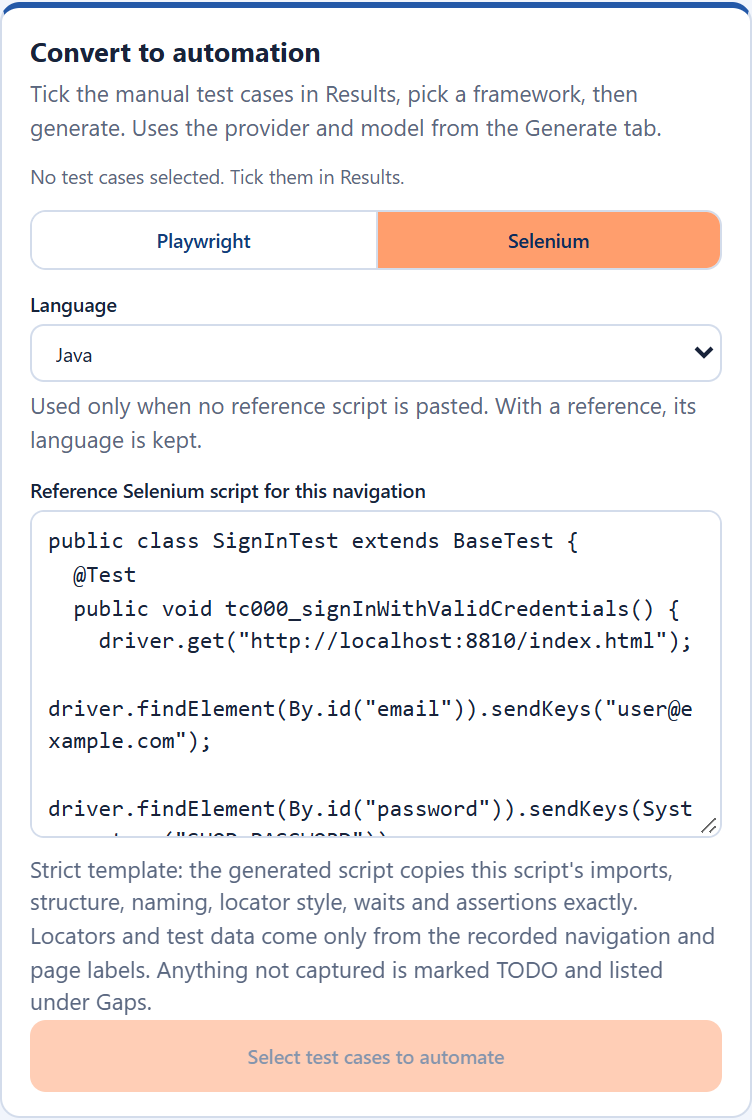 Convert to automation
Tick the manual test cases in Results, pick a framework, then
generate. Uses the provider and model from the Generate tab.
No test cases selected. Tick them in Results.
Playwright
Selenium
Language
Java
Used only when no reference script is pasted. With a reference, its
language is kept.
Reference Selenium script for this navigation
public class SignInTest extends BaseTest {
  @Test
  public void tc000_signInWithValidCredentials() {
    driver.get("http://localhost:8810/index.html");
driver.findElement(By.id("email")).sendKeys("user@e
xample.com");
driver.findElement(By.id("password")).sendKeys(Syst
Strict template: the generated script copies this script's imports,
structure, naming, locator style, waits and assertions exactly.
Locators and test data come only from the recorded navigation and
page labels. Anything not captured is marked TODO and listed
under Gaps.
Select test cases to automate